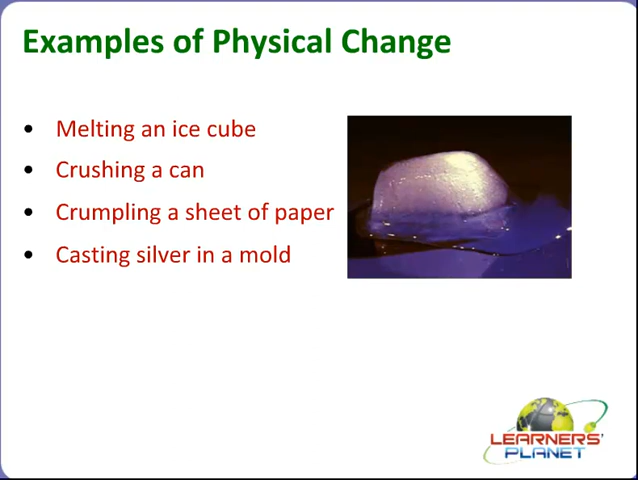 Examples of Physical Change
• Melting an ice cube
• Crushing a can
• Crumpling a sheet of paper
• Casting silver in a mold
LEARNERS'
PLANET